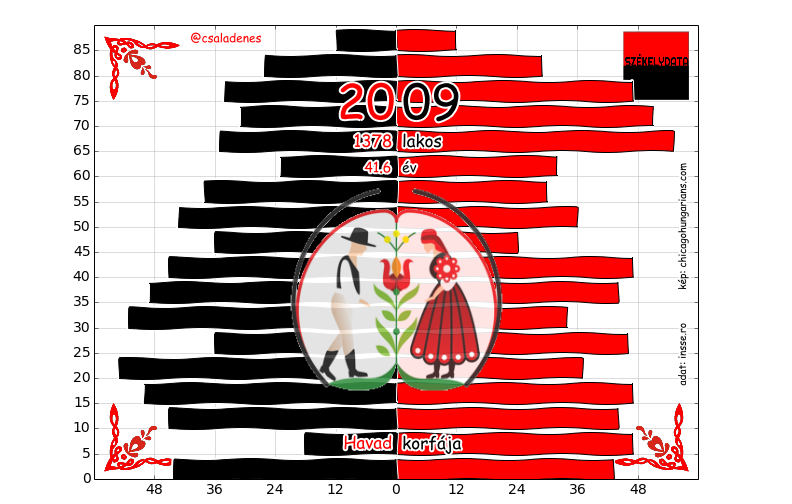 @csaladenes
SZÉKELYDATA
2009
1378 lakos
41.6 év
kép: chicagohungarians.com
adat: insse.ro
Havad korfája
85
80
75
70
65
60
55
50
45
40
35
30
25
20
15
10
5
0
48 36 24 12 0 12 24 36 48